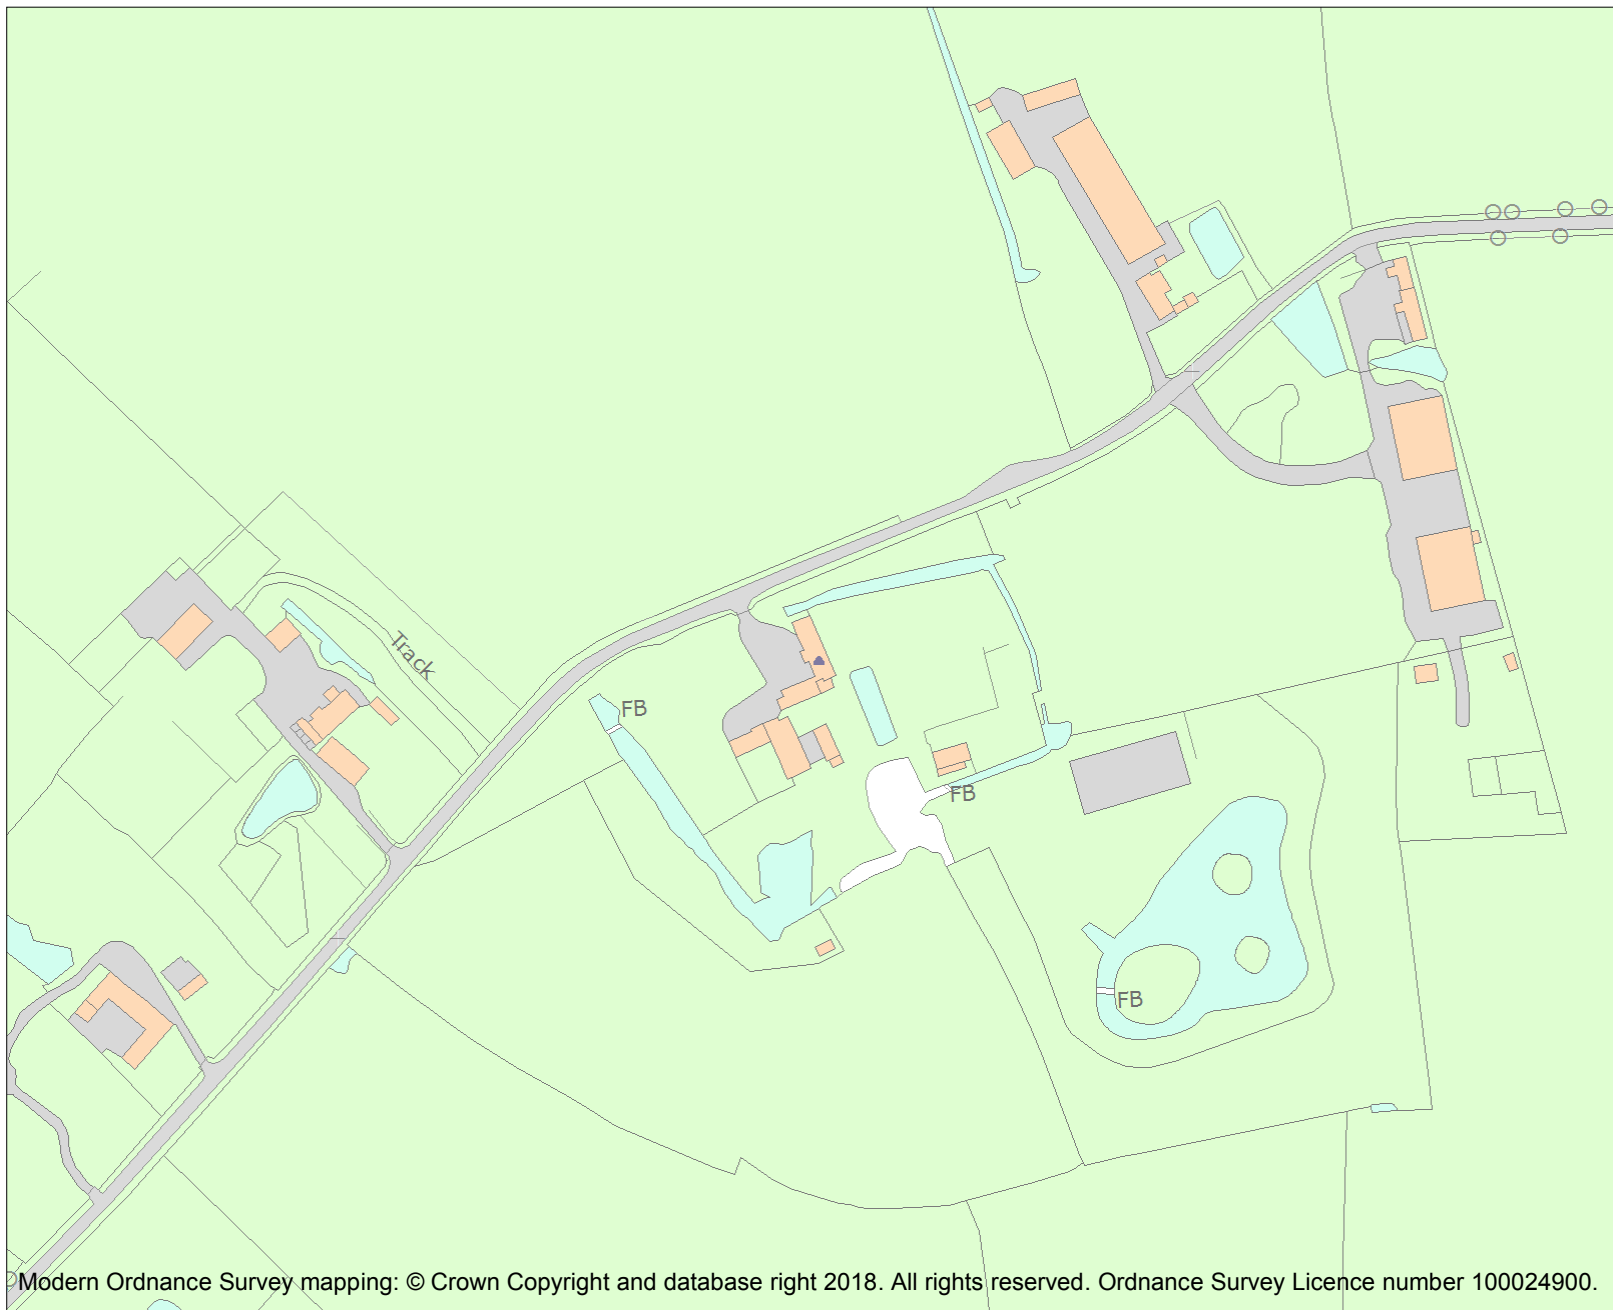 Track
FB
FB
FB
Modern Ordnance Survey mapping: © Crown Copyright and database right 2018. All rights reserved. Ordnance Survey Licence number 100024900.